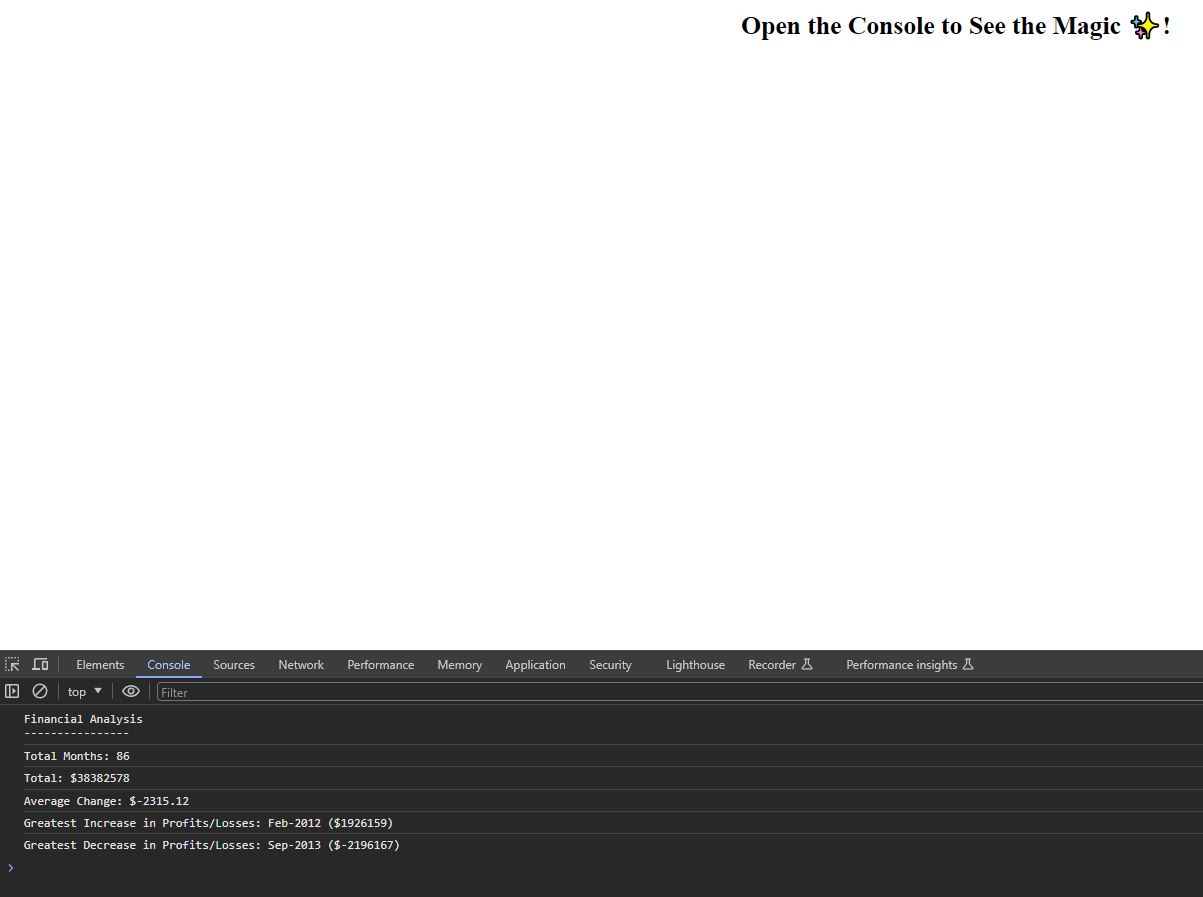 Open the Console to See the Magic ✨!
Elements Console Sources Network Performance Memory Application Security Lighthouse Recorder Performance insights
top Filter
Financial Analysis
----------------
Total Months: 86
Total: $38382578
Average Change: $-2315.12
Greatest Increase in Profits/Losses: Feb-2012 ($1926159)
Greatest Decrease in Profits/Losses: Sep-2013 ($-2196167)